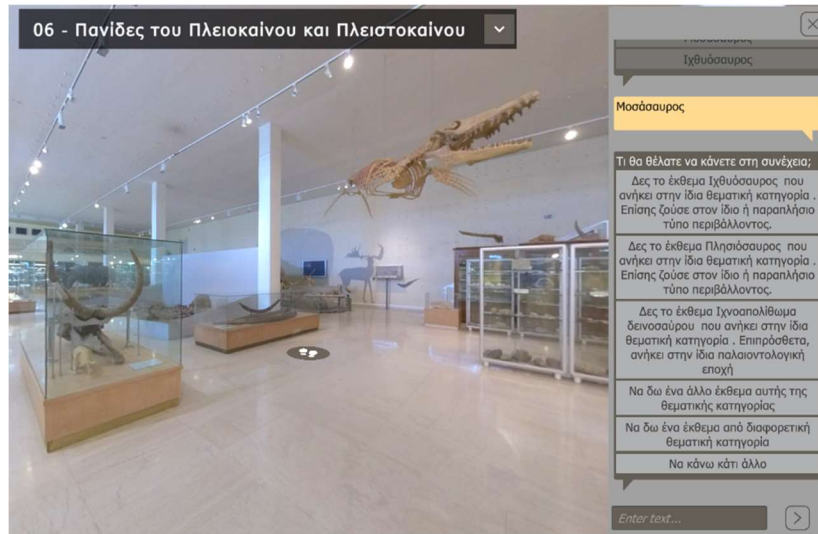 06 - Πανίδες του Πλειοκαίνου και Πλειστοκαίνου
Ιχθυόσαυρος
Μοσάσαυρος
Τι θα θέλατε να κάνετε στη συνέχεια;
Δες το έκθεμα Ιχθυόσαυρος που
ανήκει στην ίδια θεματική κατηγορία .
Επίσης ζούσε στον ίδιο ή παραπλήσιο
τύπο περιβάλλοντος.
Δες το έκθεμα Πλησιόσαυρος που
ανήκει στην ίδια θεματική κατηγορία .
Επίσης ζούσε στον ίδιο ή παραπλήσιο
τύπο περιβάλλοντος.
Δες το έκθεμα Ιχνοαπολίθωμα
δεινοσαύρου που ανήκει στην ίδια
θεματική κατηγορία . Επιπρόσθετα,
ανήκει στην ίδια παλαιοντολογική
εποχή
Να δω ένα άλλο έκθεμα αυτής της
θεματικής κατηγορίας
Να δω ένα έκθεμα από διαφορετική
θεματική κατηγορία
Να κάνω κάτι άλλο
Enter text...